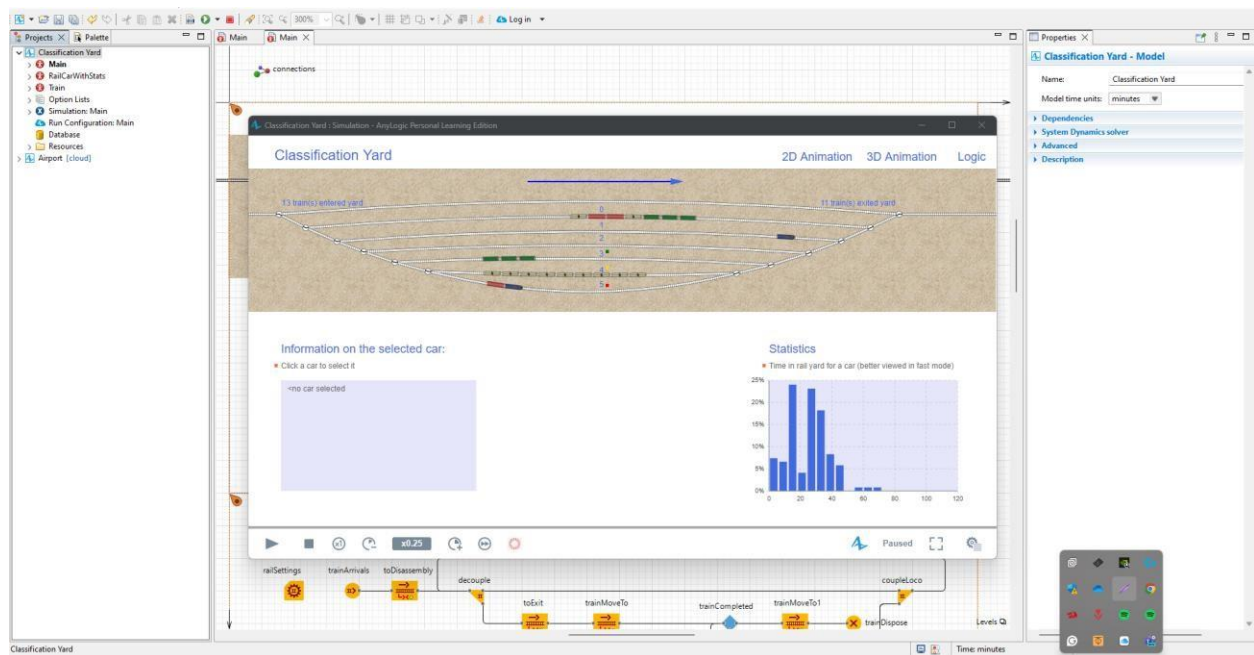 300%
Login
Projects
Palette
Main
Main
Properties
Classification Yard
Main
RailCarWithStats
Train
Option Lists
Simulation: Main
Run Configuration: Main
Database
Resources
Airport [cloud]
connections
Classification Yard : Simulation - AnyLogic Personal Learning Edition
Classification Yard
2D Animation
3D Animation
Logic
13 train(s) entered yard
11 train(s) exited yard
0
1
2
3
4
5
Information on the selected car:
Click a car to select it
<no car selected
Statistics
Time in rail yard for a car (better viewed in fast mode)
25%
20%
15%
10%
5%
0%
0 20 40 60 80 100 120
x1
x0.25
Paused
railSettings
trainArrivals
toDisassembly
decouple
coupleLoco
toExit
trainMoveTo
trainCompleted
trainMoveTo1
trainDispose
Levels
Classification Yard - Model
Name: Classification Yard
Model time units: minutes
Dependencies
System Dynamics solver
Advanced
Description
Classification Yard
Time: minutes